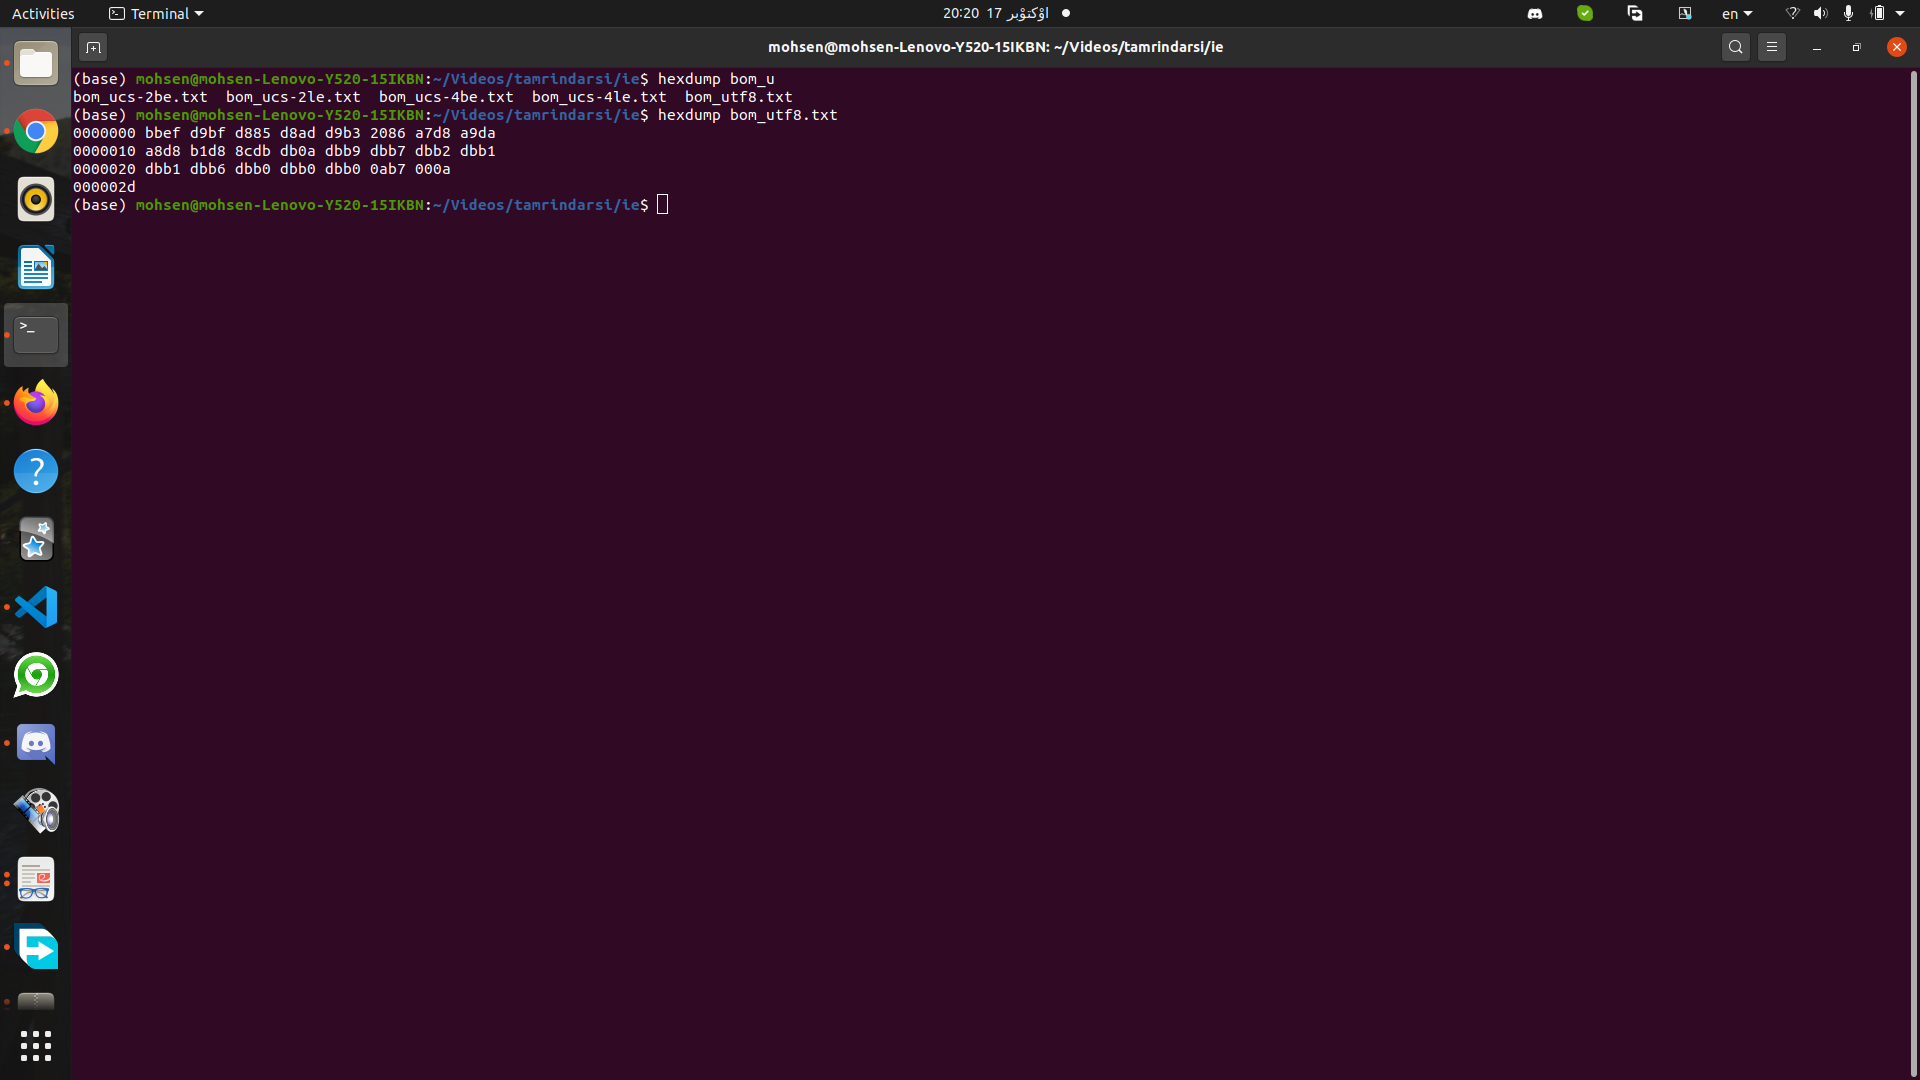 Activities
Terminal
20:20 17 اؤکتوْبر
en
mohsen@mohsen-Lenovo-Y520-15IKBN: ~/Videos/tamrindarsi/ie
(base) mohsen@mohsen-Lenovo-Y520-15IKBN:~/Videos/tamrindarsi/ie$ hexdump bom_u
bom_ucs-2be.txt  bom_ucs-2le.txt  bom_ucs-4be.txt  bom_ucs-4le.txt  bom_utf8.txt
(base) mohsen@mohsen-Lenovo-Y520-15IKBN:~/Videos/tamrindarsi/ie$ hexdump bom_utf8.txt
0000000 bbef d9bf d885 d8ad d9b3 2086 a7d8 a9da
0000010 a8d8 b1d8 8cdb db0a dbb9 dbb7 dbb2 dbb1
0000020 dbb1 dbb6 dbb0 dbb0 dbb0 0ab7 000a
000002d
(base) mohsen@mohsen-Lenovo-Y520-15IKBN:~/Videos/tamrindarsi/ie$